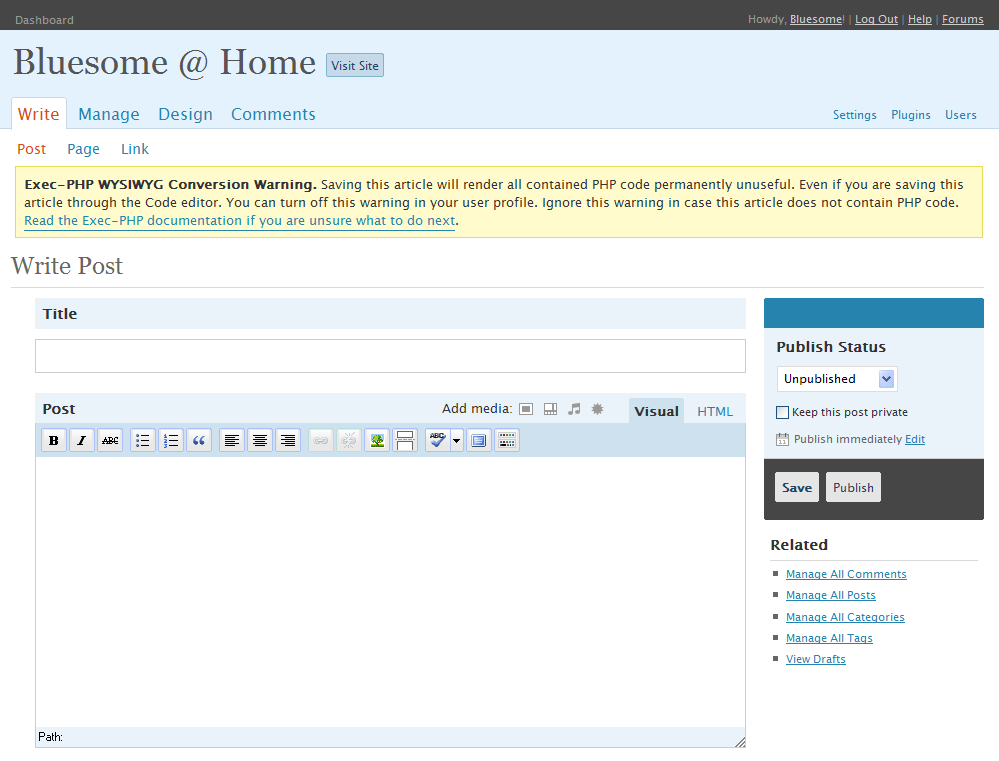 Dashboard Howdy, Bluesome! | Log Out | Help | Forums
Bluesome @ Home Visit Site
Write Manage Design Comments Settings Plugins Users
Post Page Link
Exec-PHP WYSIWYG Conversion Warning. Saving this article will render all contained PHP code permanently unuseful. Even if you are saving this
article through the Code editor. You can turn off this warning in your user profile. Ignore this warning in case this article does not contain PHP code.
Read the Exec-PHP documentation if you are unsure what to do next.
Write Post
Title
Post Add media: Visual HTML
B I ABC ABC
Path:
Publish Status
Unpublished
Keep this post private
Publish immediately Edit
Save Publish
Related
Manage All Comments
Manage All Posts
Manage All Categories
Manage All Tags
View Drafts